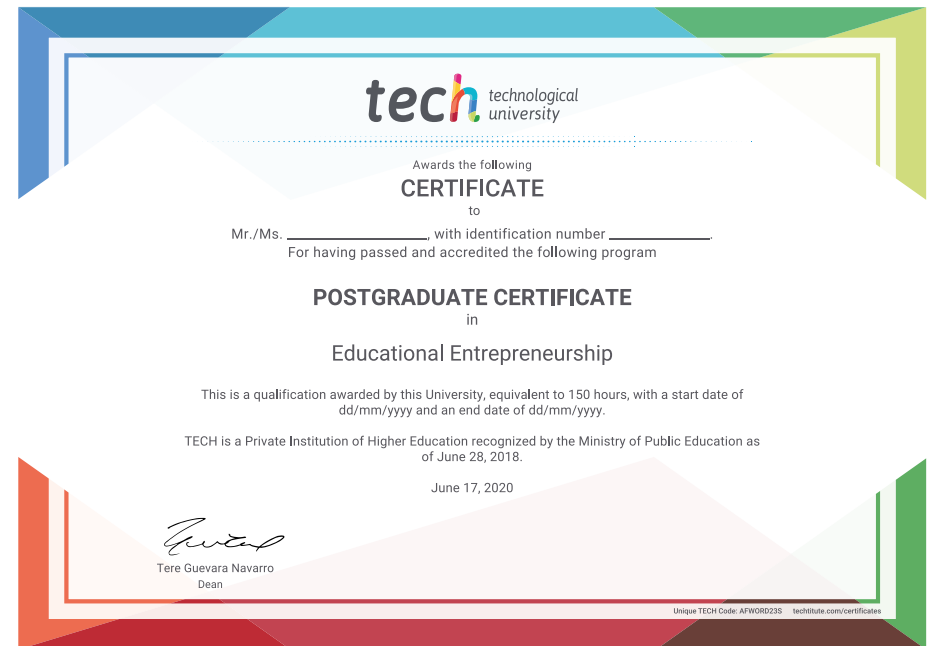 tech technological
university
Awards the following
CERTIFICATE
to
Mr./Ms. ____________________, with identification number ______________.
For having passed and accredited the following program
POSTGRADUATE CERTIFICATE
in
Educational Entrepreneurship
This is a qualification awarded by this University, equivalent to 150 hours, with a start date of
dd/mm/yyyy and an end date of dd/mm/yyyy.
TECH is a Private Institution of Higher Education recognized by the Ministry of Public Education as
of June 28, 2018.
June 17, 2020
Tere Guevara Navarro
Dean
Unique TECH Code: AFWORD23S techtitute.com/certificates